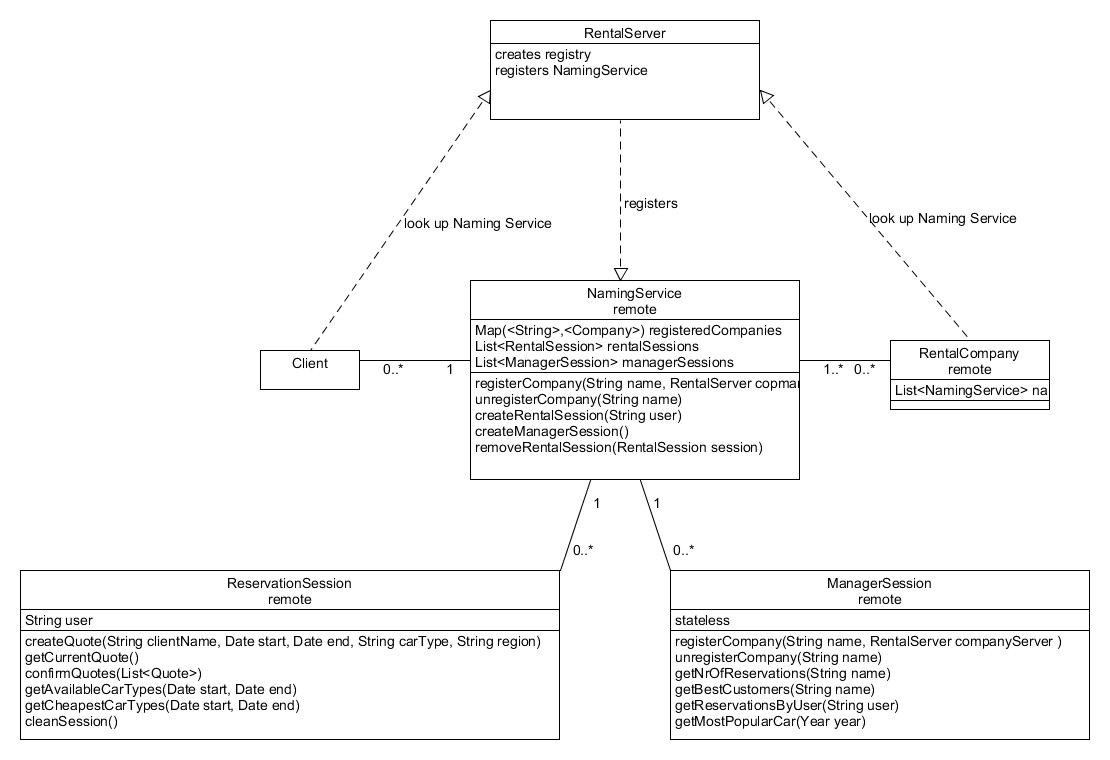 RentalServer
creates registry
registers NamingService
look up Naming Service
registers
look up Naming Service
NamingService
remote
Map(<String>,<Company>) registeredCompanies
List<RentalSession> rentalSessions
List<ManagerSession> managerSessions
registerCompany(String name, RentalServer copma
unregisterCompany(String name)
createRentalSession(String user)
createManagerSession()
removeRentalSession(RentalSession session)
Client
0..*
1
1..*
0..*
RentalCompany
remote
List<NamingService> na
1
0..*
1
0..*
ReservationSession
remote
String user
createQuote(String clientName, Date start, Date end, String carType, String region)
getCurrentQuote()
confirmQuotes(List<Quote>)
getAvailableCarTypes(Date start, Date end)
getCheapestCarTypes(Date start, Date end)
cleanSession()
ManagerSession
remote
stateless
registerCompany(String name, RentalServer companyServer )
unregisterCompany(String name)
getNrOfReservations(String name)
getBestCustomers(String name)
getReservationsByUser(String user)
getMostPopularCar(Year year)